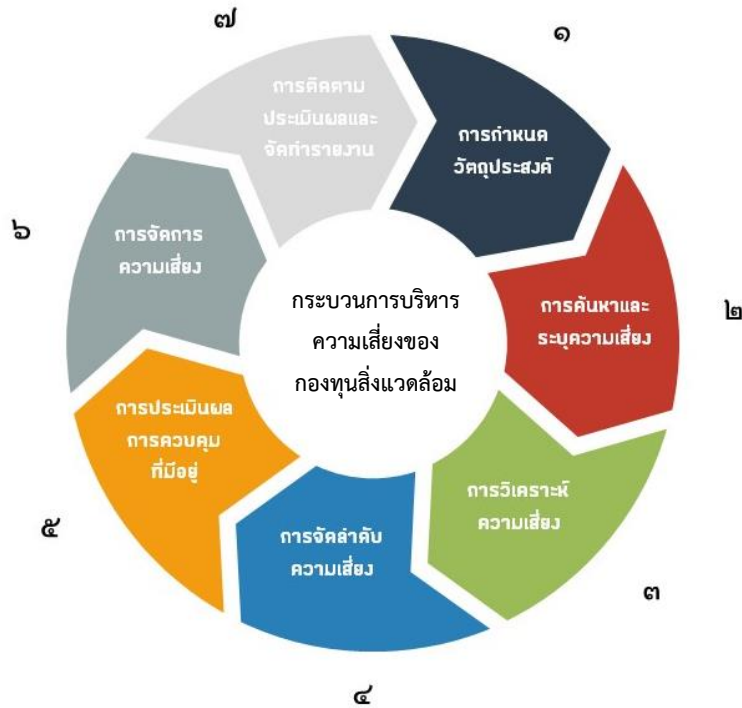 ๑
การกำหนด
วัตถุประสงค์
๒
การค้นหาและ
ระบุความเสี่ยง
๓
การวิเคราะห์
ความเสี่ยง
๔
การจัดลำดับ
ความเสี่ยง
๕
การประเมินผล
การควบคุม
ที่มีอยู่
๖
การจัดการ
ความเสี่ยง
๗
การติดตาม
ประเมินผลและ
จัดทำรายงาน
กระบวนการบริหาร
ความเสี่ยงของ
กองทุนสิ่งแวดล้อม